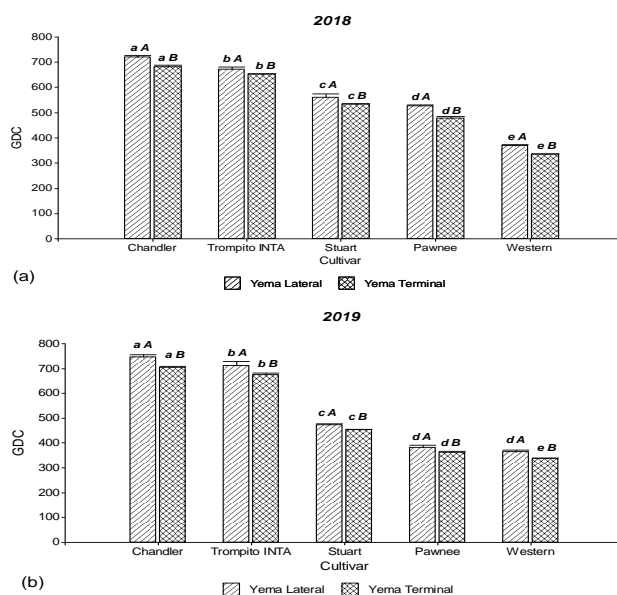 2018
800
700
600
500
400
300
200
100
0
GDC
a A a B b A b B c A c B d A d B e A e B
Chandler Trompito INTA Stuart Pawnee Western
Cultivar
(a)
Yema Lateral Yema Terminal
2019
800
700
600
500
400
300
200
100
0
GDC
a A a B b A b B c A c B d A d B d A e B
Chandler Trompito INTA Stuart Pawnee Western
Cultivar
(b)
Yema Lateral Yema Terminal